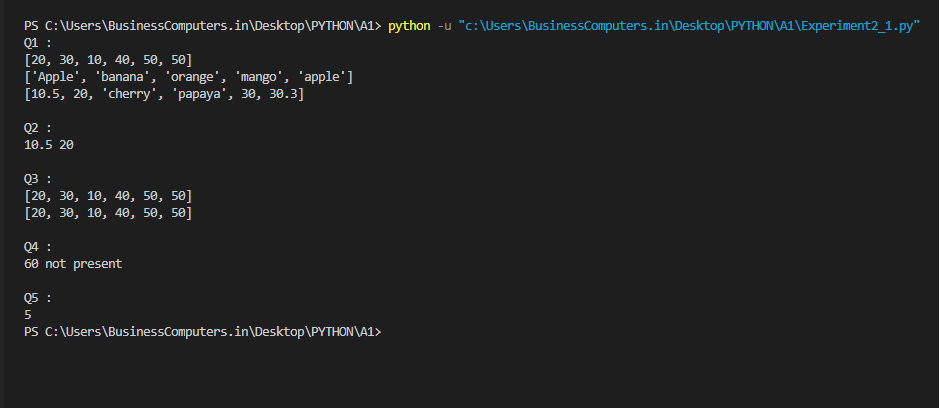 PS C:\Users\BusinessComputers.in\Desktop\PYTHON\A1> python -u "c:\Users\BusinessComputers.in\Desktop\PYTHON\A1\Experiment2_1.py"
Q1 :
[20, 30, 10, 40, 50, 50]
['Apple', 'banana', 'orange', 'mango', 'apple']
[10.5, 20, 'cherry', 'papaya', 30, 30.3]
Q2 :
10.5 20
Q3 :
[20, 30, 10, 40, 50, 50]
[20, 30, 10, 40, 50, 50]
Q4 :
60 not present
Q5 :
5
PS C:\Users\BusinessComputers.in\Desktop\PYTHON\A1>